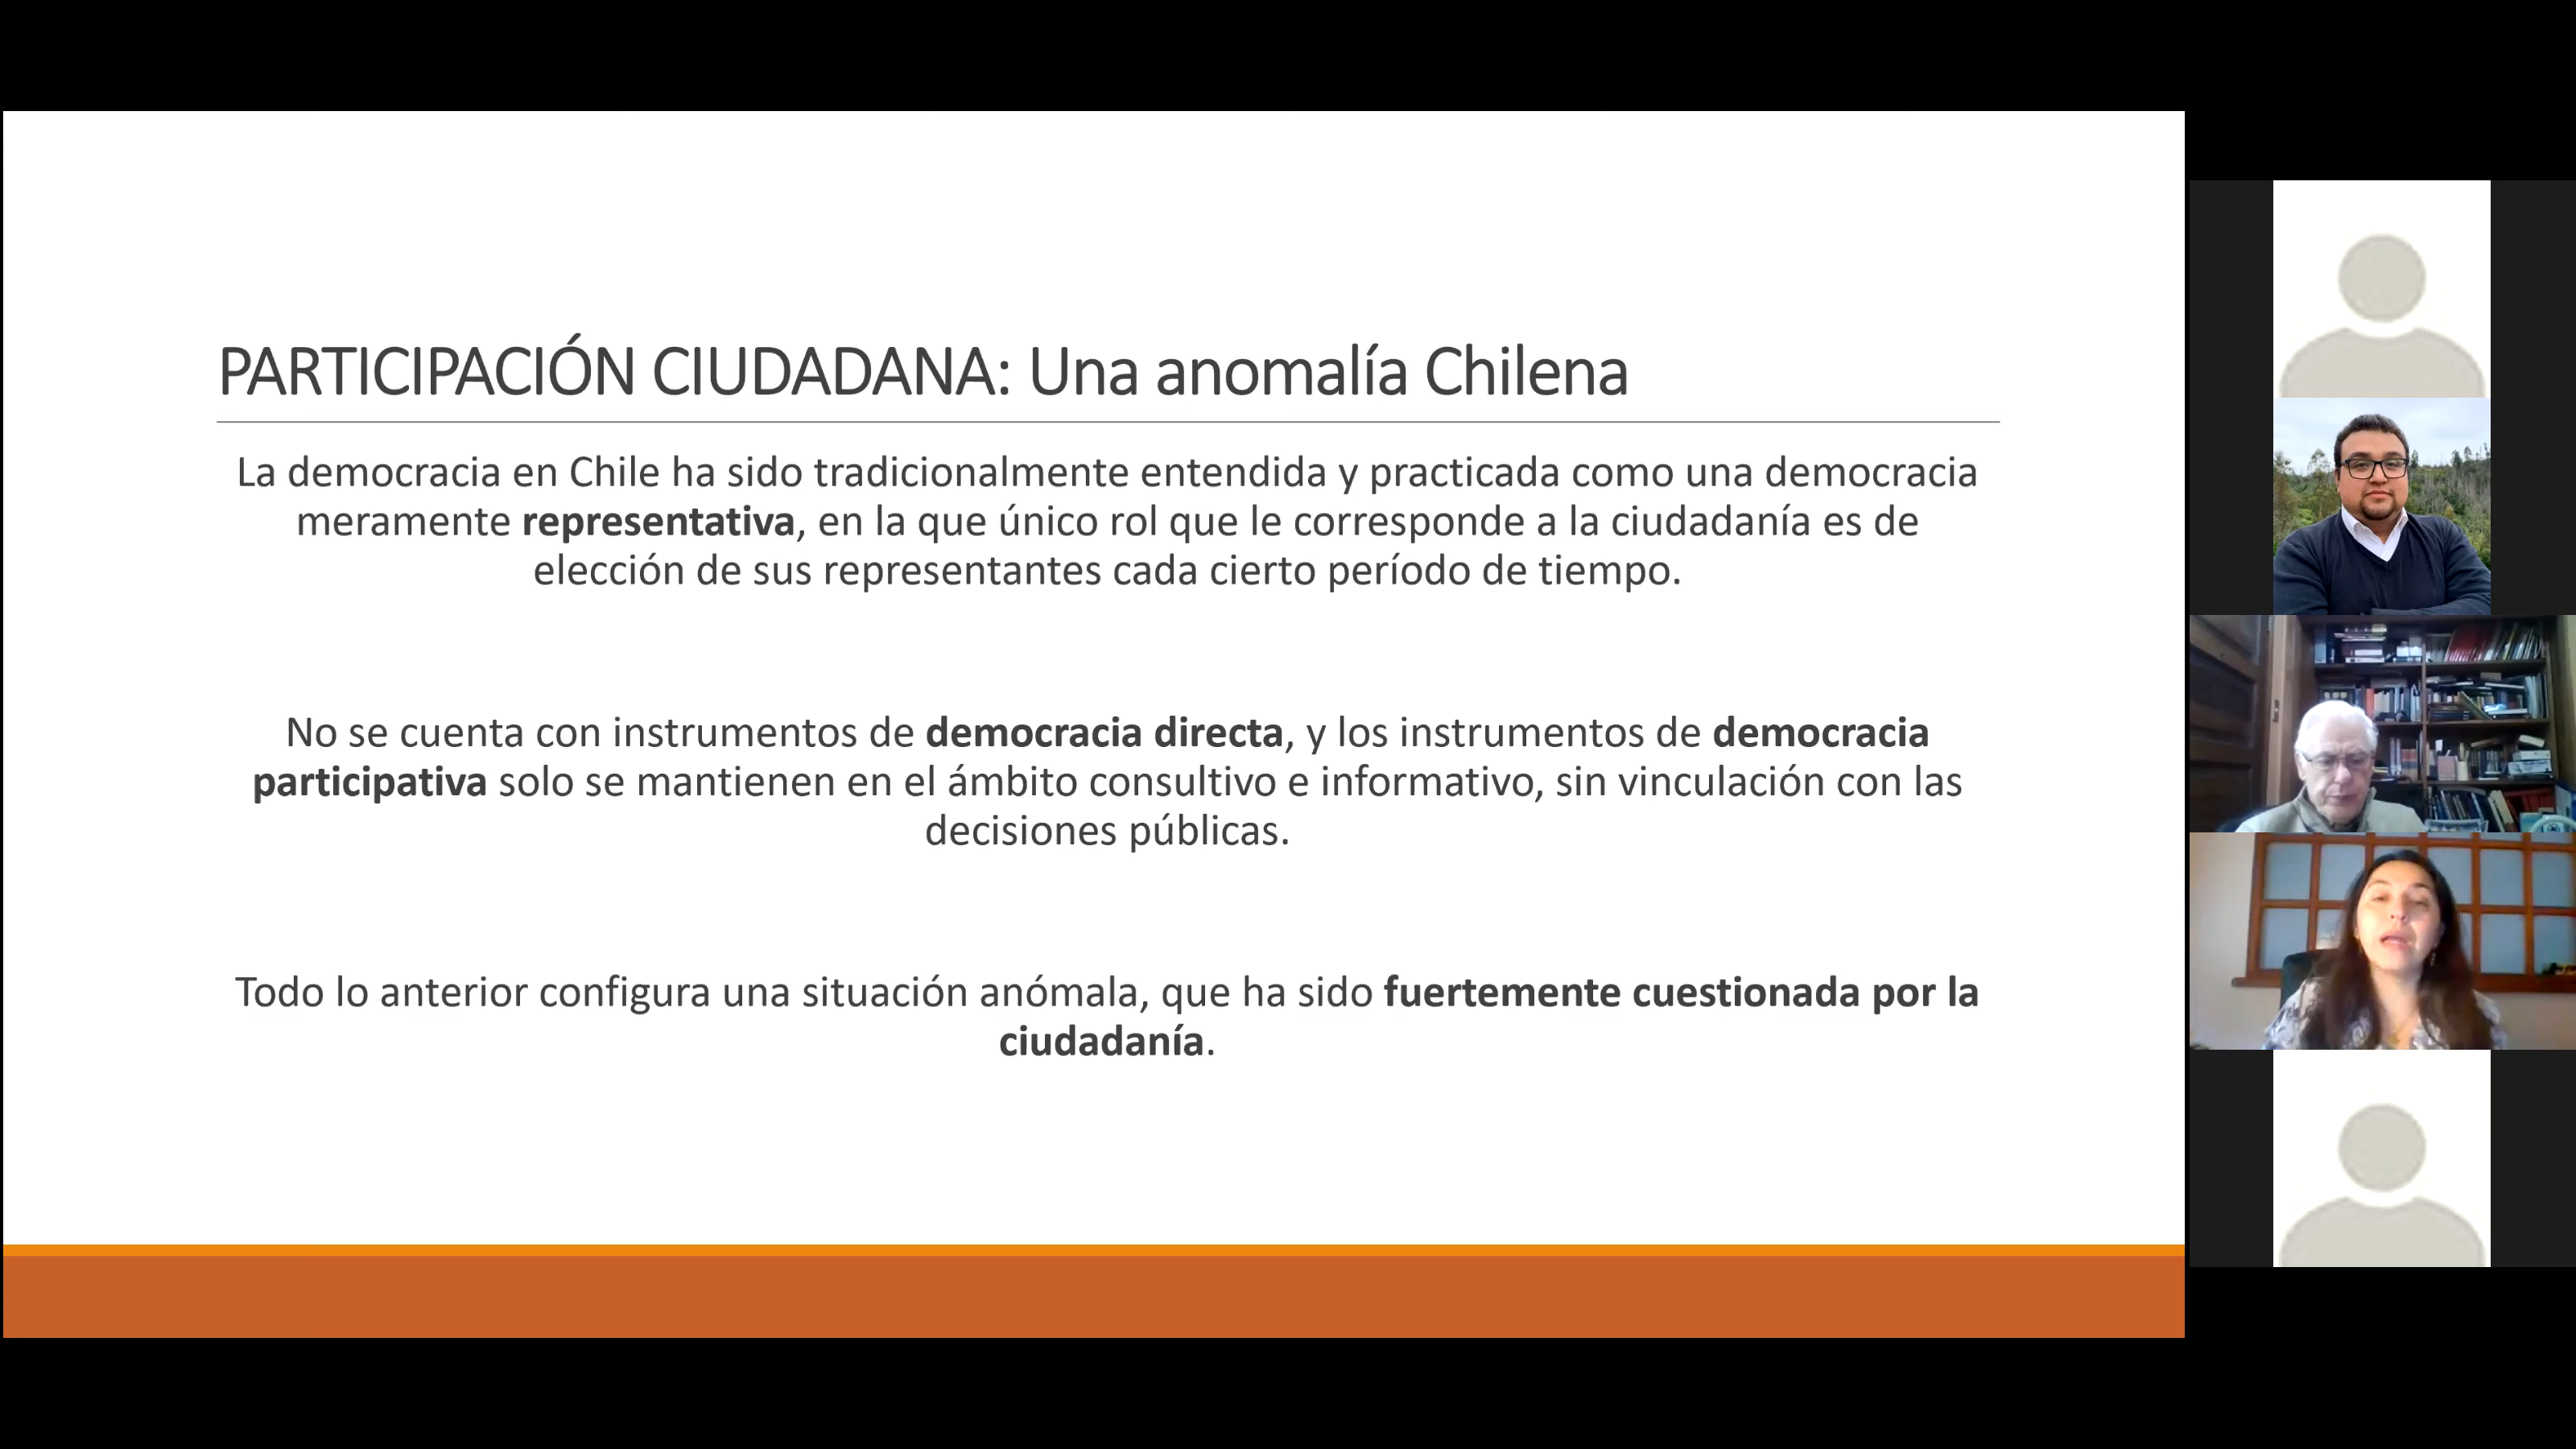 PARTICIPACIÓN CIUDADANA: Una anomalía Chilena
La democracia en Chile ha sido tradicionalmente entendida y practicada como una democracia
meramente representativa, en la que único rol que le corresponde a la ciudadanía es de
elección de sus representantes cada cierto período de tiempo.
No se cuenta con instrumentos de democracia directa, y los instrumentos de democracia
participativa solo se mantienen en el ámbito consultivo e informativo, sin vinculación con las
decisiones públicas.
Todo lo anterior configura una situación anómala, que ha sido fuertemente cuestionada por la
ciudadanía.